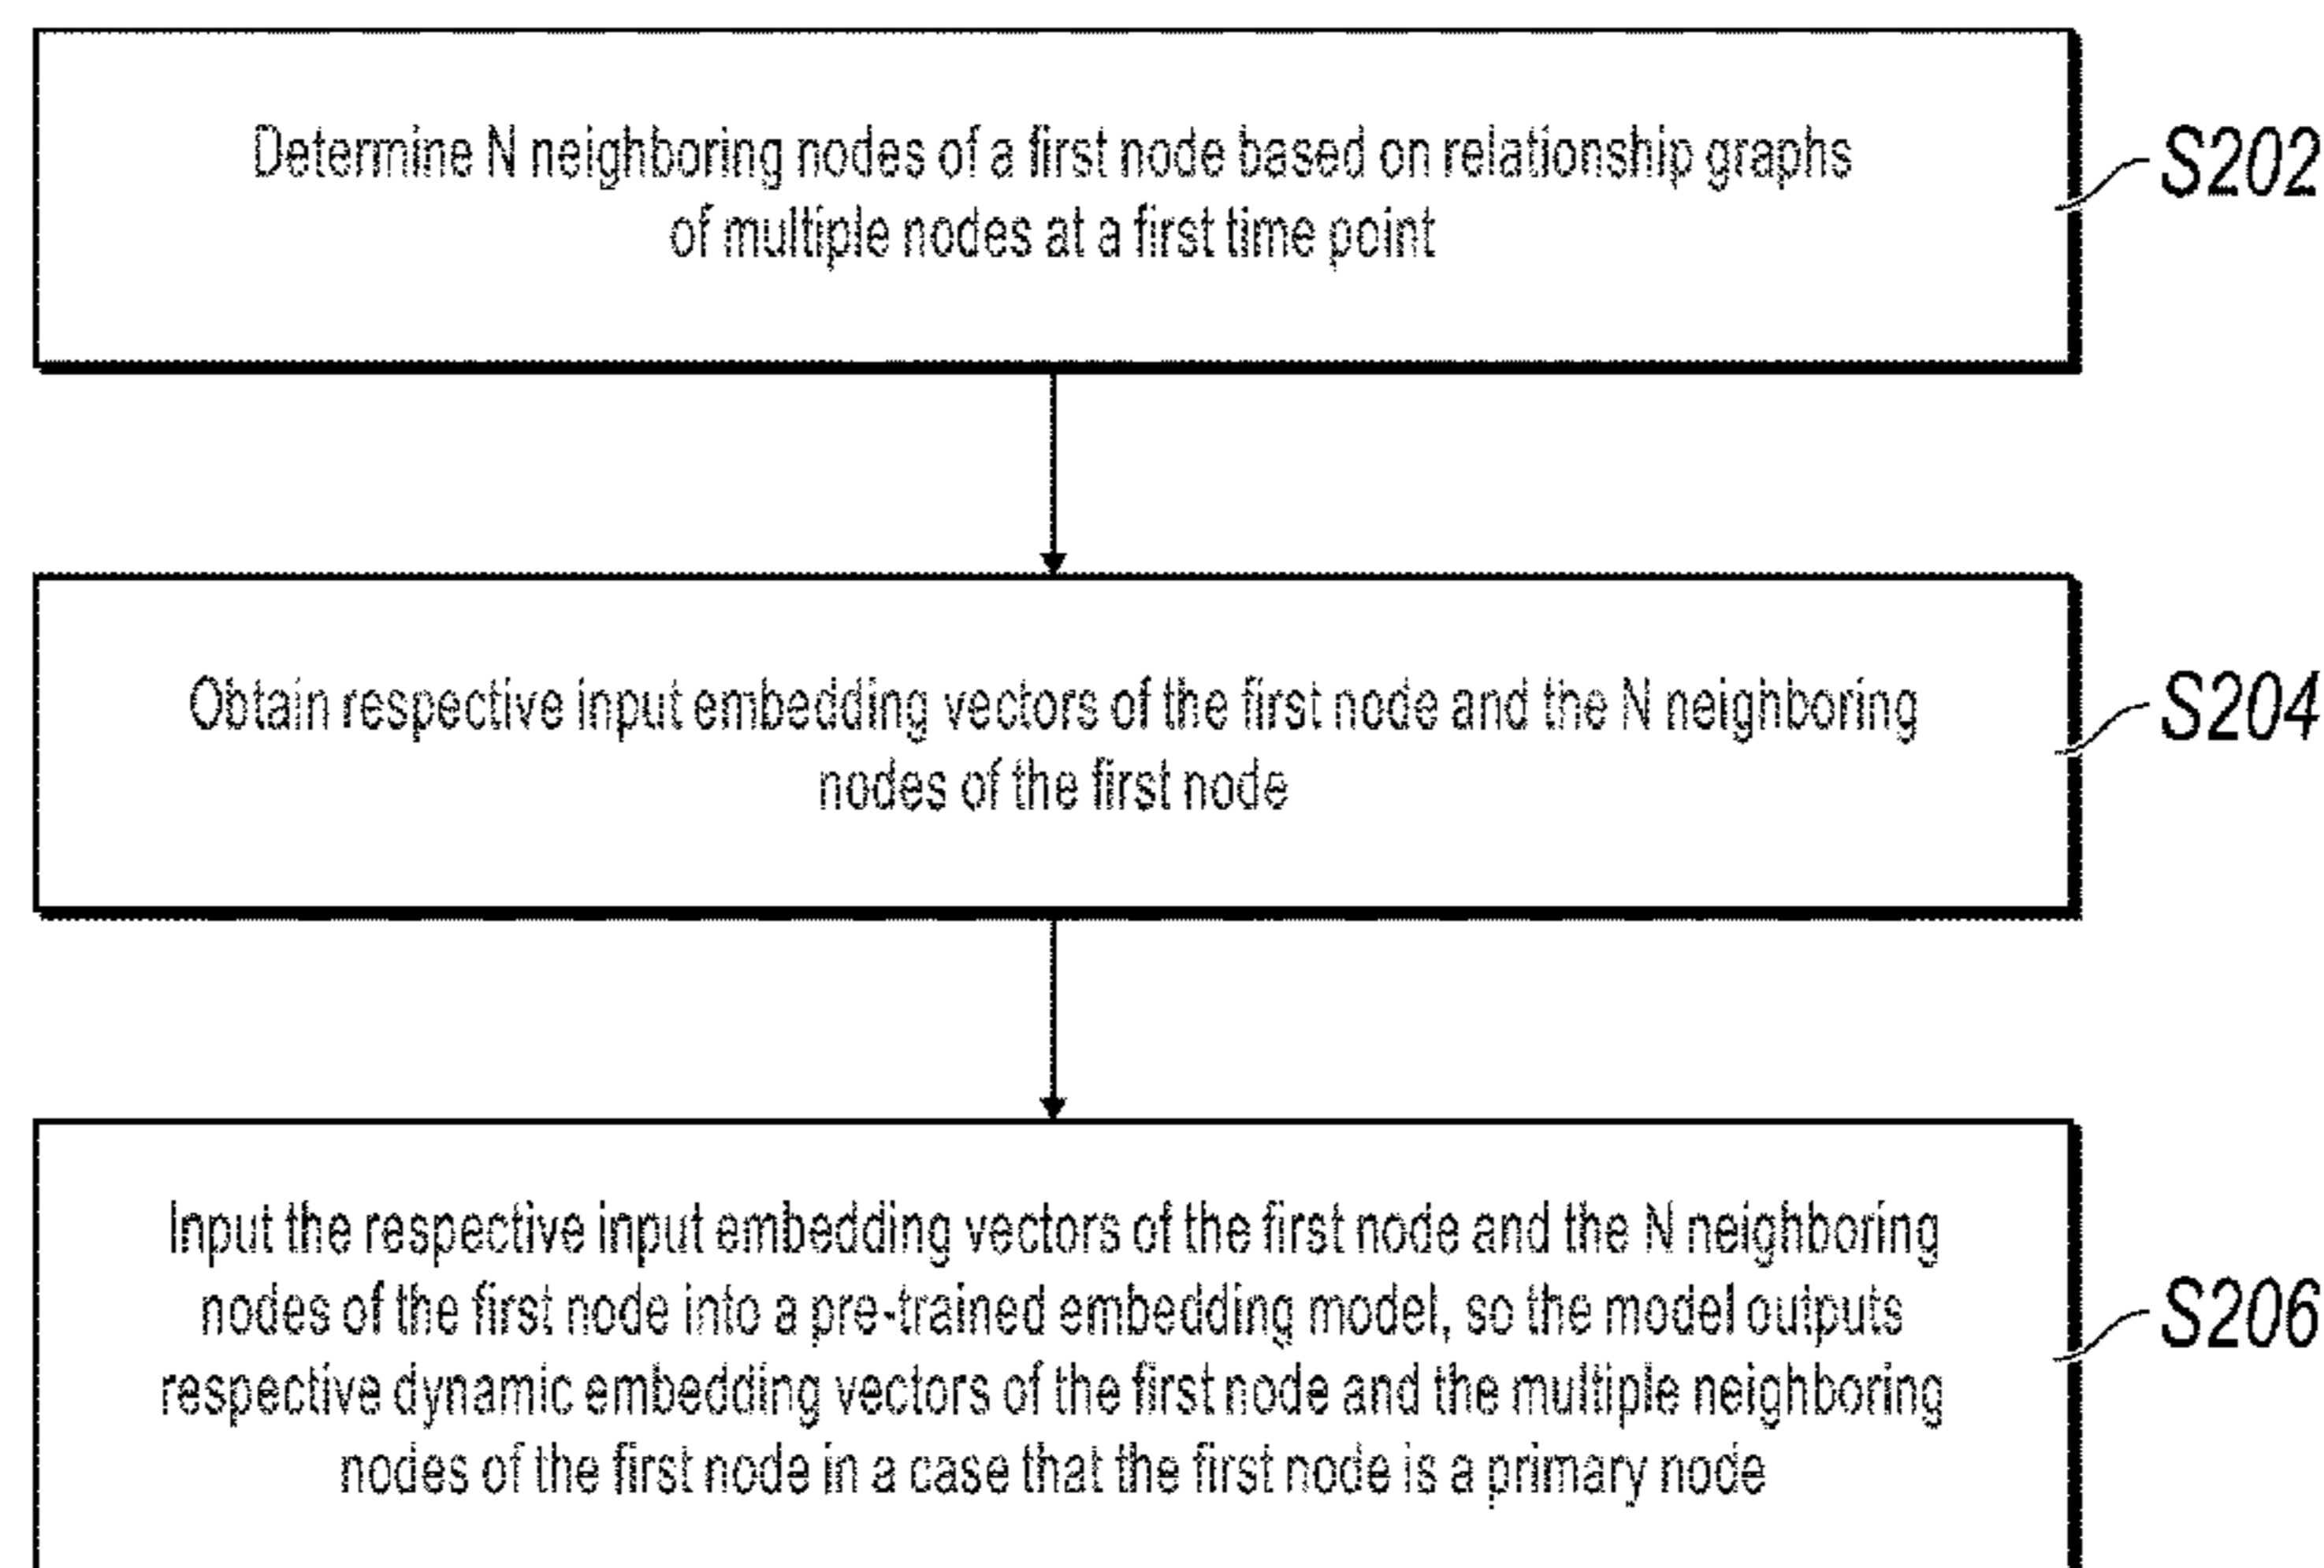 Determine N neighboring nodes of a first node based on relationship graphs
of multiple nodes at a first time point
S202
Obtain respective input embedding vectors of the first node and the N neighboring
nodes of the first node
S204
Input the respective input embedding vectors of the first node and the N neighboring
nodes of the first node into a pre-trained embedding model, so the model outputs
respective dynamic embedding vectors of the first node and the multiple neighboring
nodes of the first node in a case that the first node is a primary node
S206